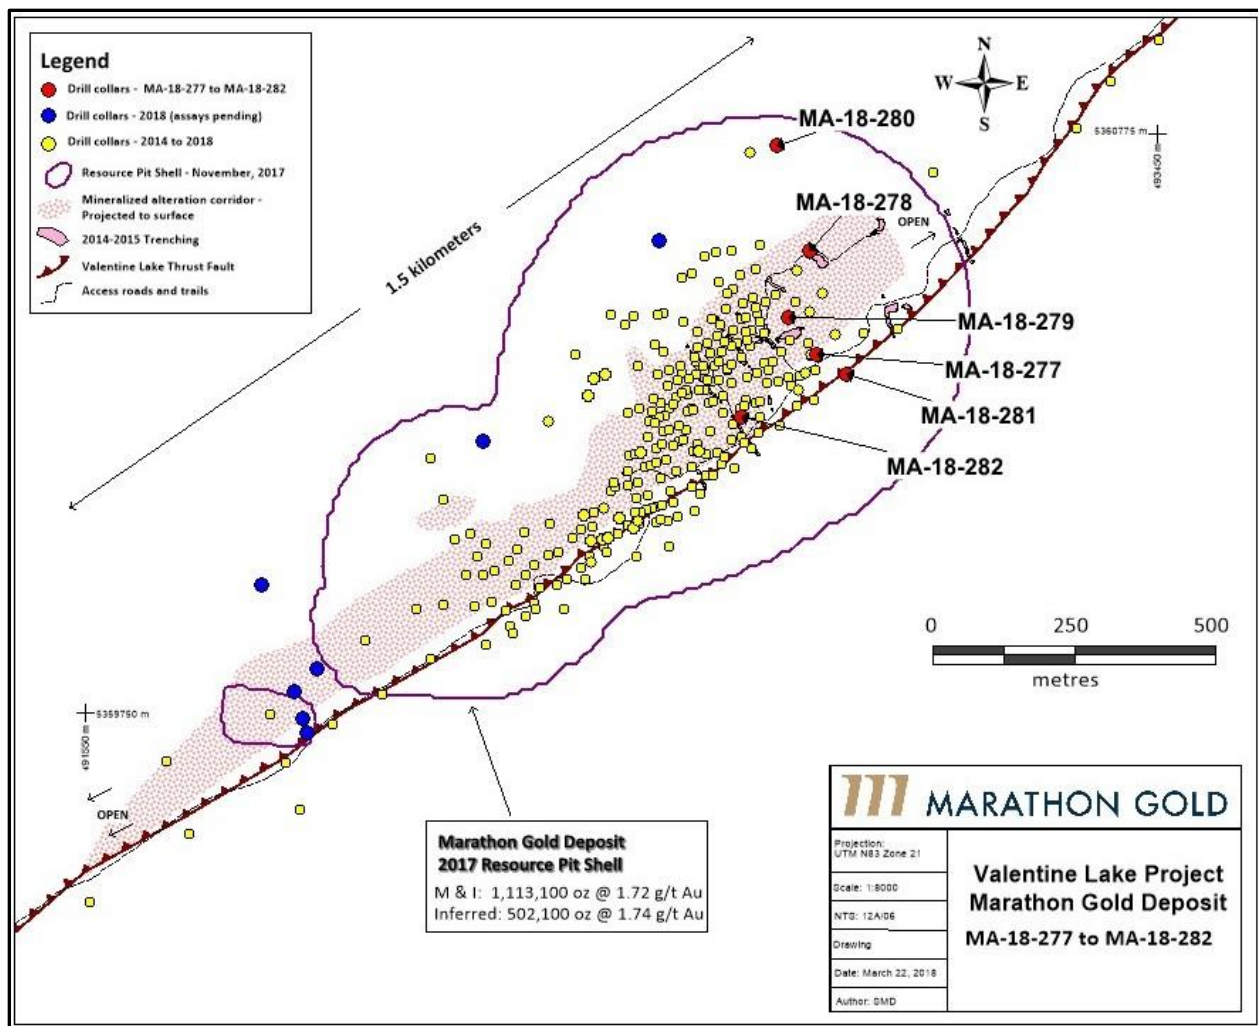 Legend
Drill collars - MA-18-277 to MA-18-282
Drill collars - 2018 (assays pending)
Drill collars - 2014 to 2018
Resource Pit Shell - November, 2017
Mineralized alteration corridor -
Projected to surface
2014-2015 Trenching
Valentine Lake Thrust Fault
Access roads and trails
1.5 kilometers
N
W
E
S
MA-18-280
5360775 m
493450 m
MA-18-278
OPEN
MA-18-279
MA-18-277
MA-18-281
MA-18-282
0 250 500
metres
5359750 m
491500 m
OPEN
Marathon Gold Deposit
2017 Resource Pit Shell
M & I: 1,113,100 oz @ 1.72 g/t Au
Inferred: 502,100 oz @ 1.74 g/t Au
MARATHON GOLD
Projection:
UTM N83 Zone 21
Scale: 1:8000
NTS: 12A/06
Drawing
Date: March 22, 2018
Author: SMD
Valentine Lake Project
Marathon Gold Deposit
MA-18-277 to MA-18-282